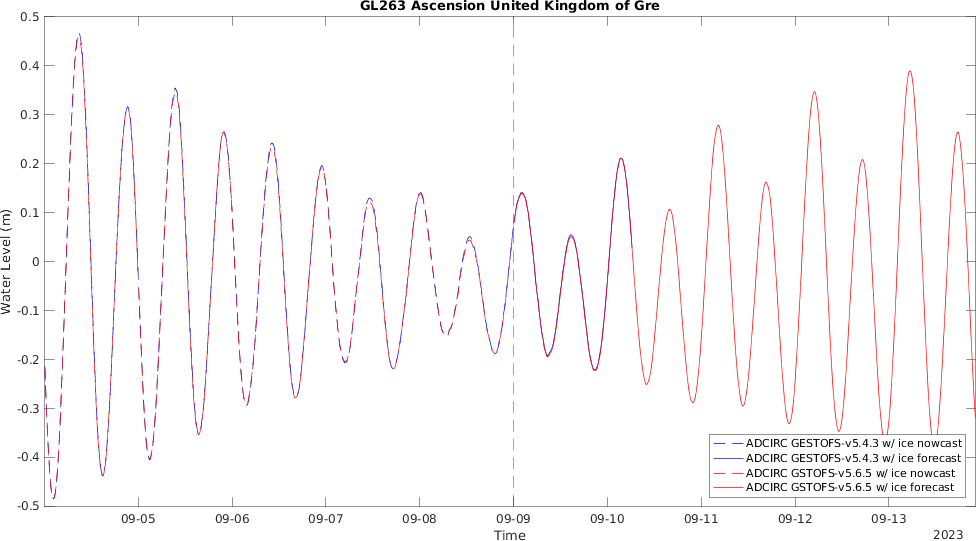 GL263 Ascension United Kingdom of Gre
0.5
0.4
0.3
0.2
0.1
0
-0.1
-0.2
-0.3
-0.4
-0.5
Water Level (m)
ADCIRC GESTOFS-v5.4.3 w/ ice nowcast
ADCIRC GESTOFS-v5.4.3 w/ ice forecast
ADCIRC GSTOFS-v5.6.5 w/ ice nowcast
ADCIRC GSTOFS-v5.6.5 w/ ice forecast
09-05 09-06 09-07 09-08 09-09 09-10 09-11 09-12 09-13
Time
2023